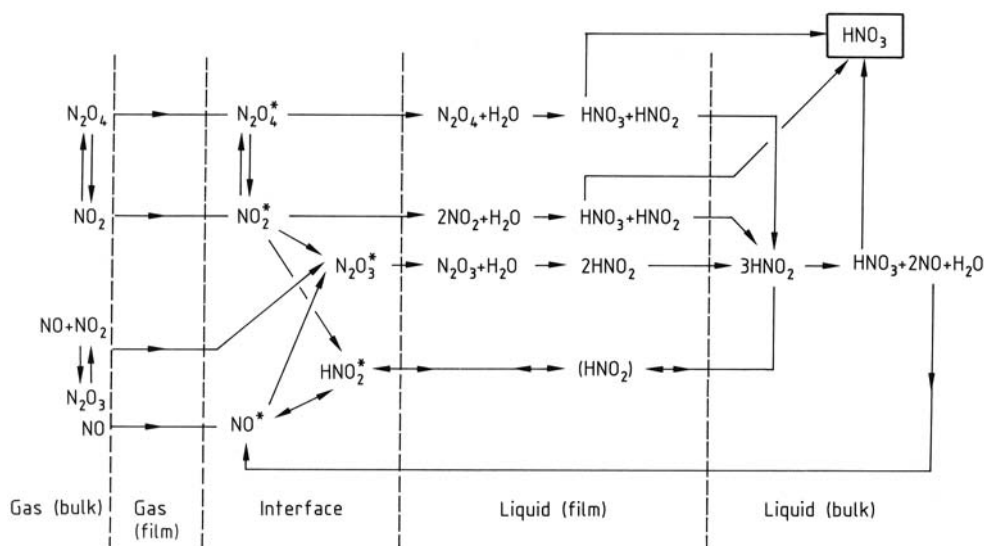 HNO₃
N₂O₄ N₂O₄* N₂O₄+H₂O HNO₃+HNO₂
NO₂ NO₂* 2NO₂+H₂O HNO₃+HNO₂
N₂O₃* N₂O₃+H₂O 2HNO₂ 3HNO₂ HNO₃+2NO+H₂O
NO+NO₂
HNO₂* (HNO₂)
N₂O₃
NO NO*
Gas (bulk) Gas Interface Liquid (film) Liquid (bulk)
(film)